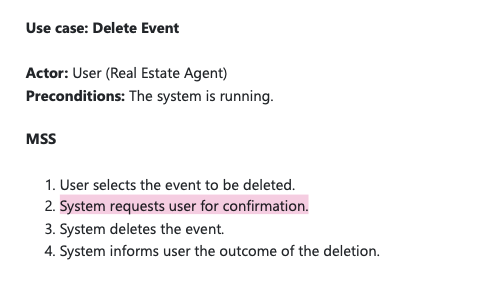 Use case: Delete Event
Actor: User (Real Estate Agent)
Preconditions: The system is running.
MSS
1. User selects the event to be deleted.
2. System requests user for confirmation.
3. System deletes the event.
4. System informs user the outcome of the deletion.